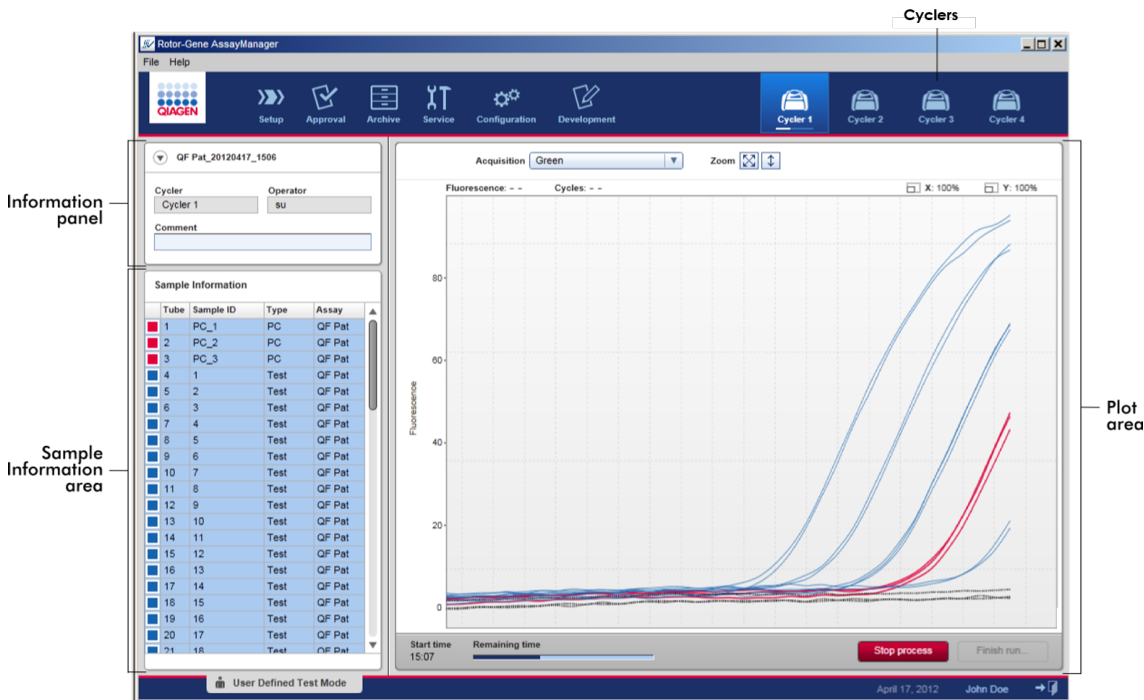 Cyclers
Rotor-Gene AssayManager
File Help
QIAGEN
Setup Approval Archive Service Configuration Development Cycler 1 Cycler 2 Cycler 3 Cycler 4
QF Pat_20120417_1506
Cycler Operator
Cycler 1 su
Comment
Information
panel
Sample Information
Tube Sample ID Type Assay
1 PC_1 PC QF Pat
2 PC_2 PC QF Pat
3 PC_3 PC QF Pat
4 1 Test QF Pat
5 2 Test QF Pat
6 3 Test QF Pat
7 4 Test QF Pat
8 5 Test QF Pat
9 6 Test QF Pat
10 7 Test QF Pat
11 8 Test QF Pat
12 9 Test QF Pat
13 10 Test QF Pat
14 11 Test QF Pat
15 12 Test QF Pat
16 13 Test QF Pat
17 14 Test QF Pat
18 15 Test QF Pat
19 16 Test QF Pat
20 17 Test QF Pat
21 18 Test QF Pat
Sample
Information
area
Acquisition Green Zoom
Fluorescence: - - Cycles: - - X: 100% Y: 100%
80
60
40
20
0
Fluorescence
Plot
area
Start time Remaining time
15:07
Stop process Finish run...
User Defined Test Mode
April 17, 2012 John Doe